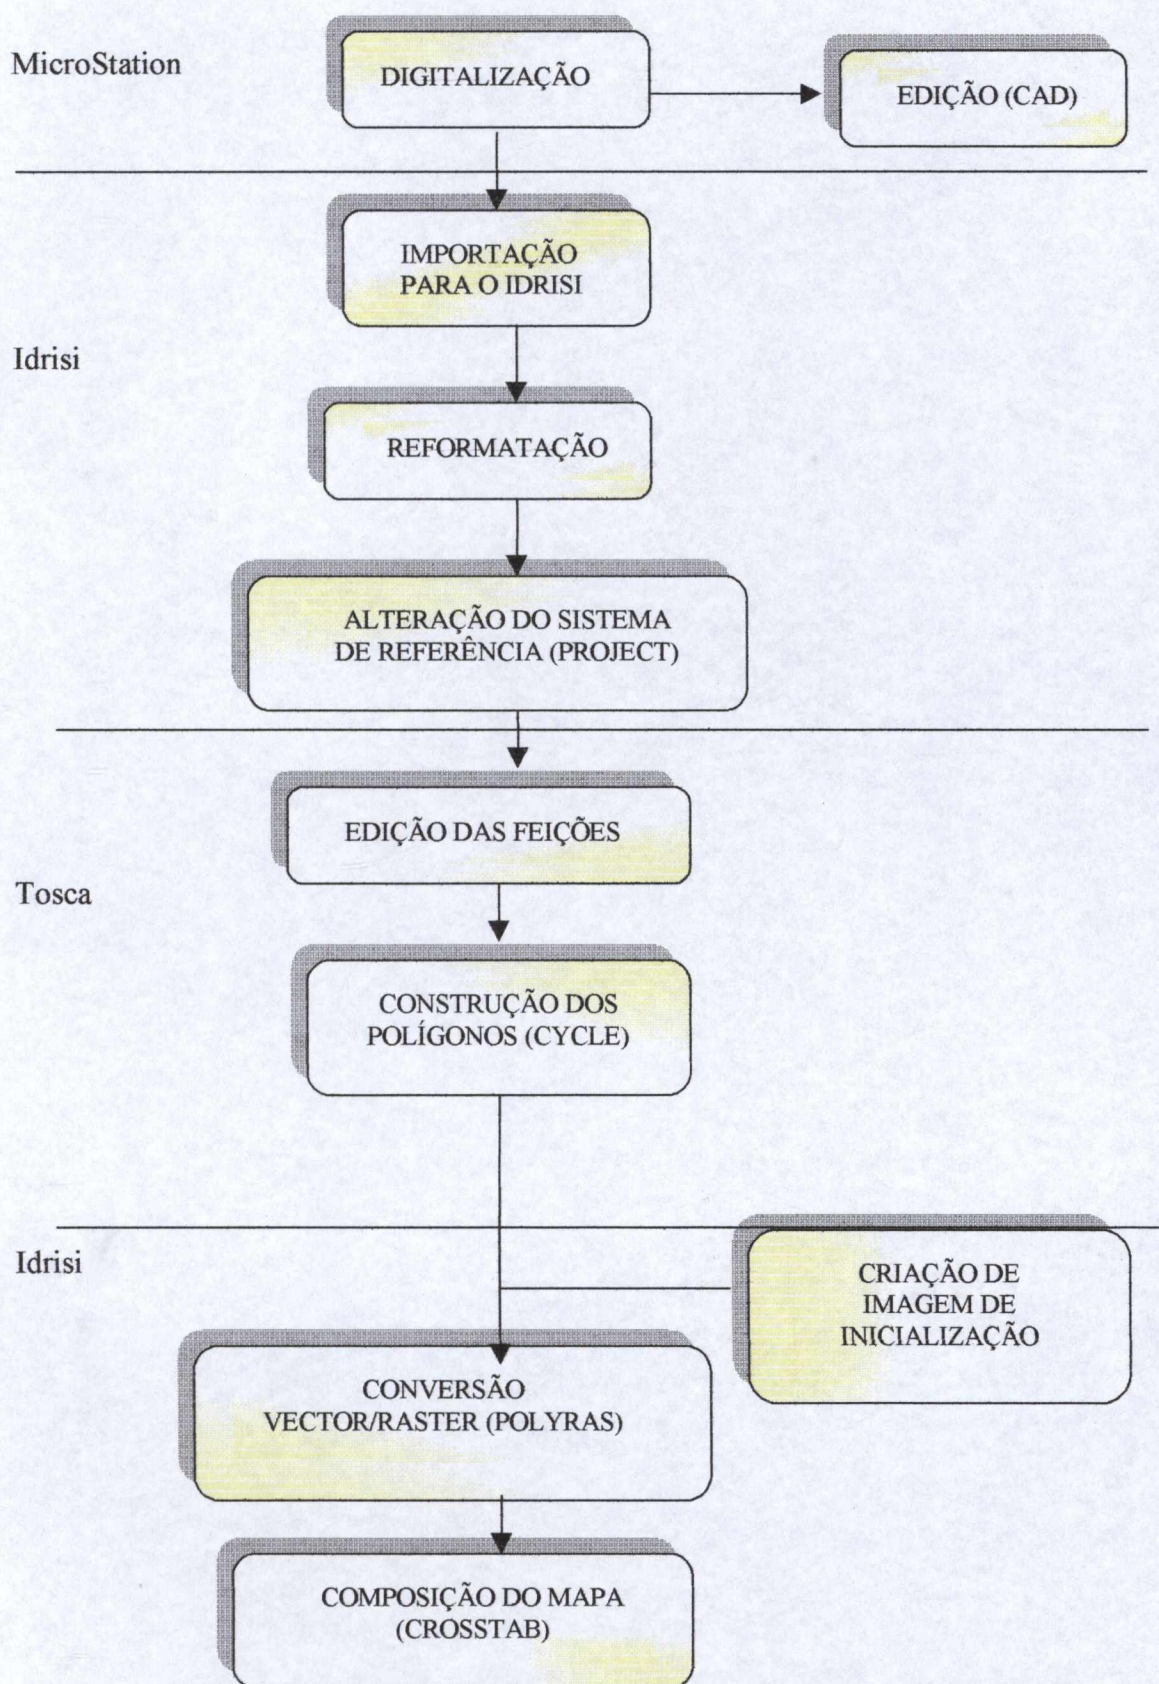 MicroStation
DIGITALIZAÇÃO
EDIÇÃO (CAD)
IMPORTAÇÃO
PARA O IDRISI
Idrisi
REFORMATAÇÃO
ALTERAÇÃO DO SISTEMA
DE REFERÊNCIA (PROJECT)
EDIÇÃO DAS FEIÇÕES
Tosca
CONSTRUÇÃO DOS
POLÍGONOS (CYCLE)
Idrisi
CRIAÇÃO DE
IMAGEM DE
INICIALIZAÇÃO
CONVERSÃO
VECTOR/RASTER (POLYRAS)
COMPOSIÇÃO DO MAPA
(CROSSTAB)